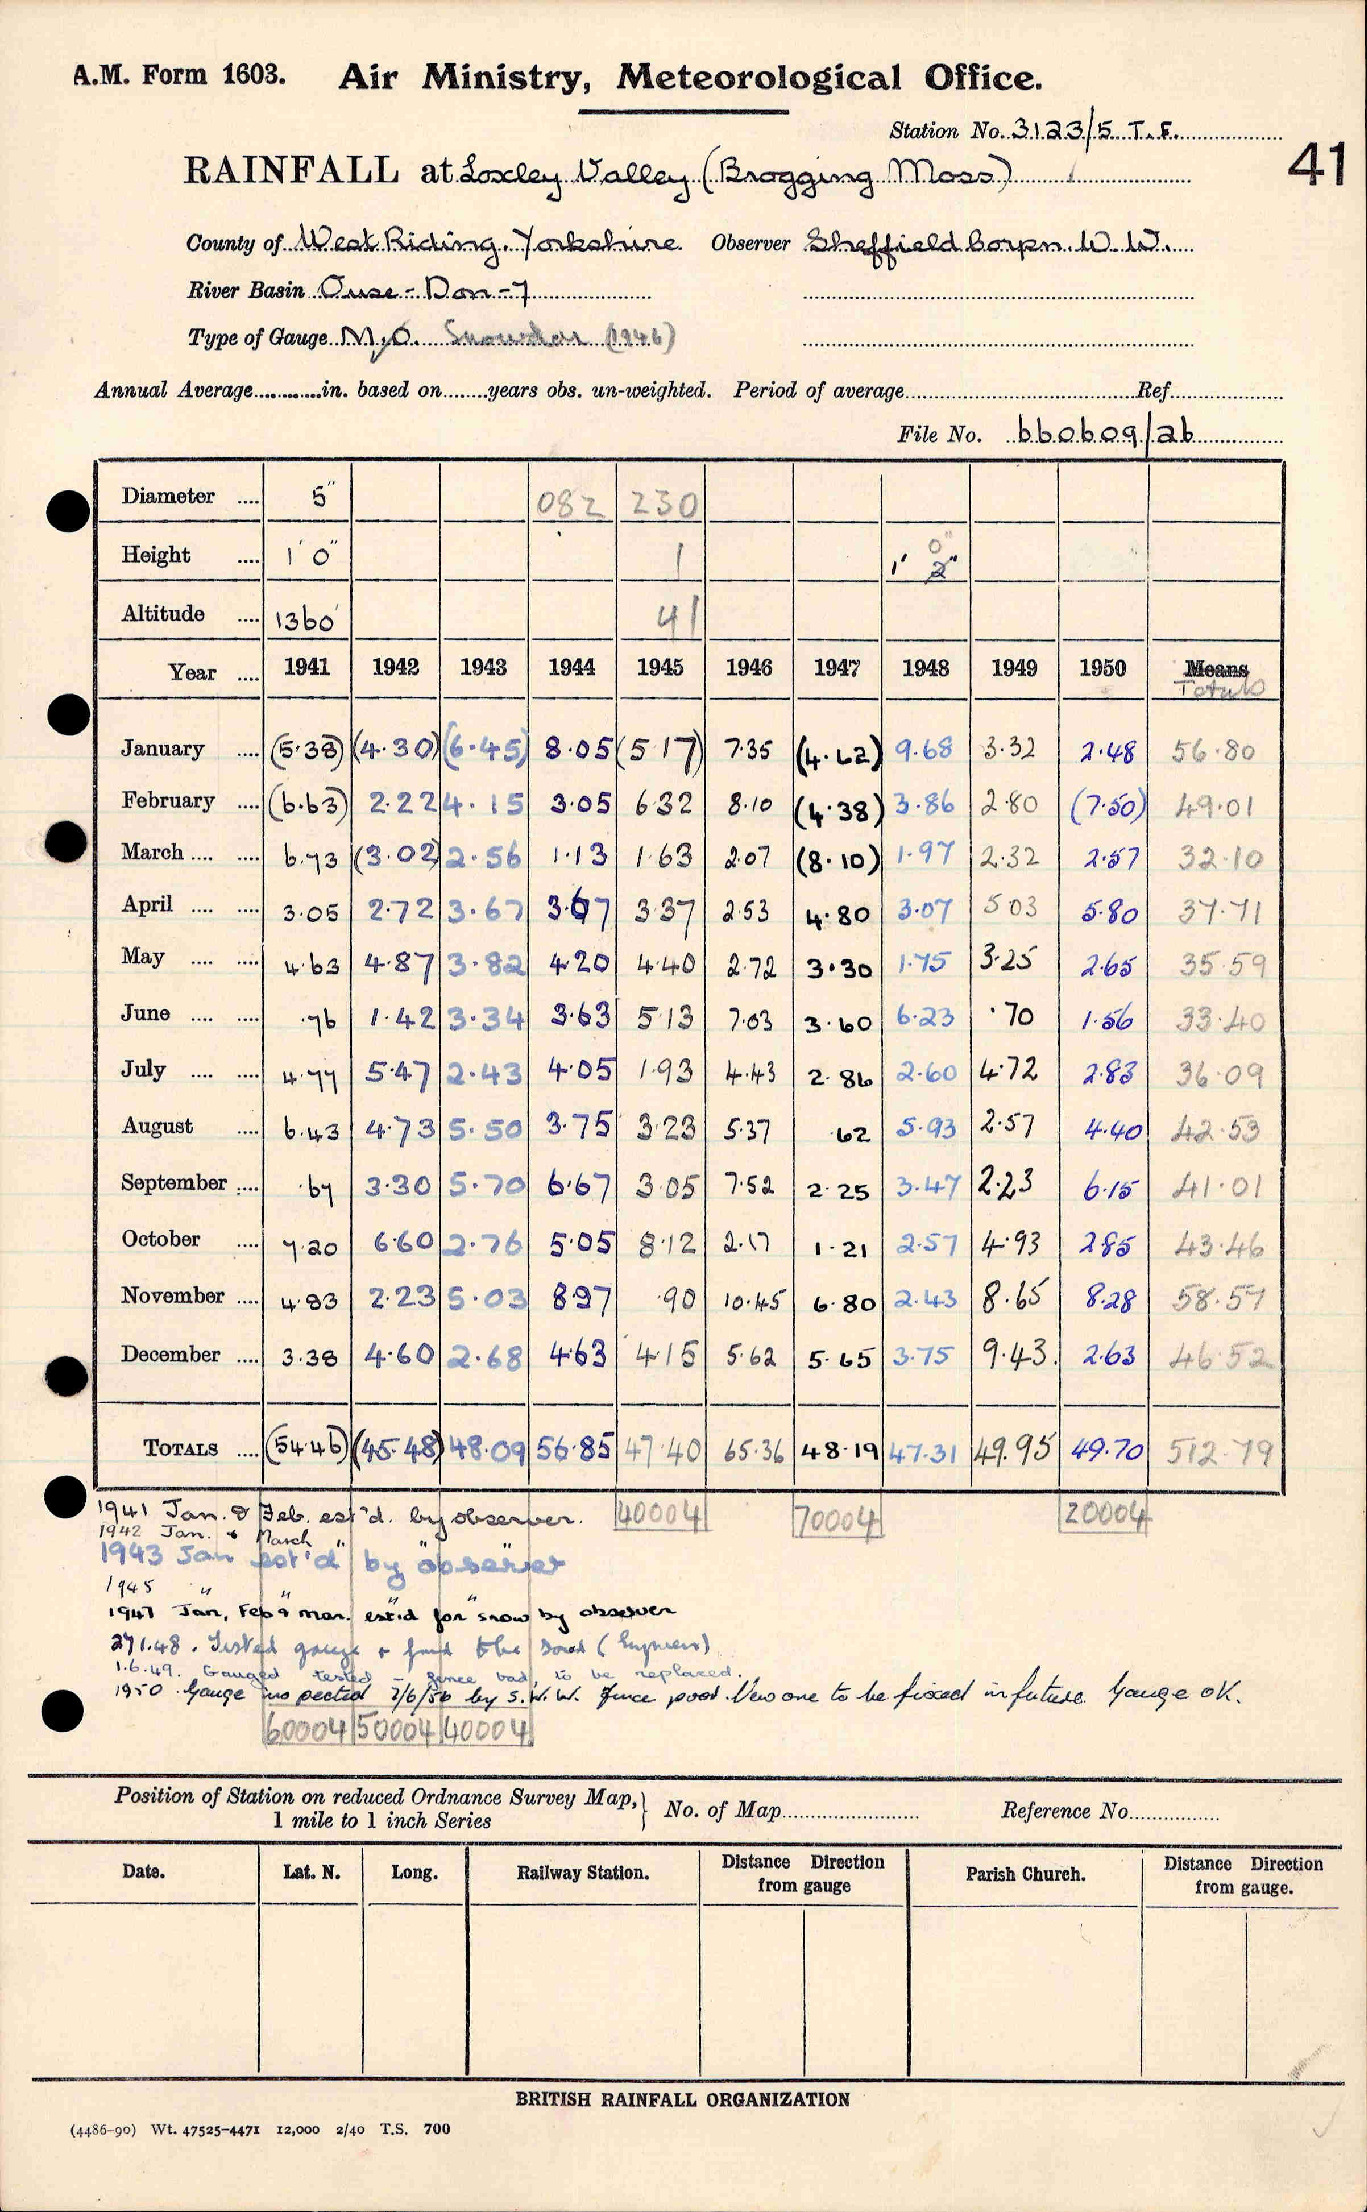 A.M. Form 1603. Air Ministry, Meteorological Office.
Station No. 3123/5 T.F.
41
RAINFALL at Loxley Valley (Brogging Moss)
County of West Riding, Yorkshire Observer Sheffield Corpn. W.W.
River Basin Ouse - Don - 7
Type of Gauge M.O. Snowdon (1946)
Annual Average............in. based on........years obs. un-weighted. Period of average............Ref............
File No. 660609/26
Diameter .... 5" 082 230
Height .... 1' 0" 1 1' 2" 0"
Altitude .... 1360' 41
Year .... 1941 1942 1943 1944 1945 1946 1947 1948 1949 1950 Means Totals
January .... (5.38) (4.30) (6.45) 8.05 (5.17) 7.35 (4.62) 9.68 3.32 2.48 56.80
February .... (6.63) 2.22 4.15 3.05 6.32 8.10 (4.38) 3.86 2.80 (7.50) 49.01
March .... .... 6.73 (3.02) 2.56 1.13 1.63 2.07 (8.10) 1.97 2.32 2.57 32.10
April .... .... 3.05 2.72 3.67 3.67 3.37 2.53 4.80 3.07 5.03 5.80 37.71
May .... .... 4.63 4.87 3.82 4.20 4.40 2.72 3.30 1.75 3.25 2.65 35.59
June .... .... .76 1.42 3.34 3.63 5.13 7.03 3.60 6.23 .70 1.56 33.40
July .... .... 4.77 5.47 2.43 4.05 1.93 4.43 2.86 2.60 4.72 2.83 36.09
August .... 6.43 4.73 5.50 3.75 3.23 5.37 .62 5.93 2.57 4.40 42.53
September .... .67 3.30 5.70 6.67 3.05 7.52 2.25 3.47 2.23 6.15 41.01
October .... 7.20 6.60 2.76 5.05 8.12 2.17 1.21 2.57 4.93 2.85 43.46
November .... 4.83 2.23 5.03 8.97 .90 10.45 6.80 2.43 8.65 8.28 58.57
December .... 3.38 4.60 2.68 4.63 4.15 5.62 5.65 3.75 9.43 2.63 46.52
TOTALS .... (54.46) (45.48) 48.09 56.85 47.40 65.36 48.19 47.31 49.95 49.70 512.79
1941 Jan. & Feb. est'd. by observer. 40004 70004 20004
1942 Jan. & March " " "
1943 Jan est'd by observer
1945 " " " "
1947 Jan, Feb & Mar. est'd for snow by observer
27.1.48. Tested gauge & found to be sound (Engineers)
1.6.49. Gauged tested - fence bad, to be replaced.
1950 Gauge inspected 7/6/50 by S.W.W. Fence poor. New one to be fixed in future. Gauge OK.
60004 50004 40004
Position of Station on reduced Ordnance Survey Map, 1 mile to 1 inch Series } No. of Map............ Reference No............
Date. Lat. N. Long. Railway Station. Distance Direction from gauge Parish Church. Distance Direction from gauge.
BRITISH RAINFALL ORGANIZATION
(4486-90) Wt. 47525-4471 12,000 2/40 T.S. 700